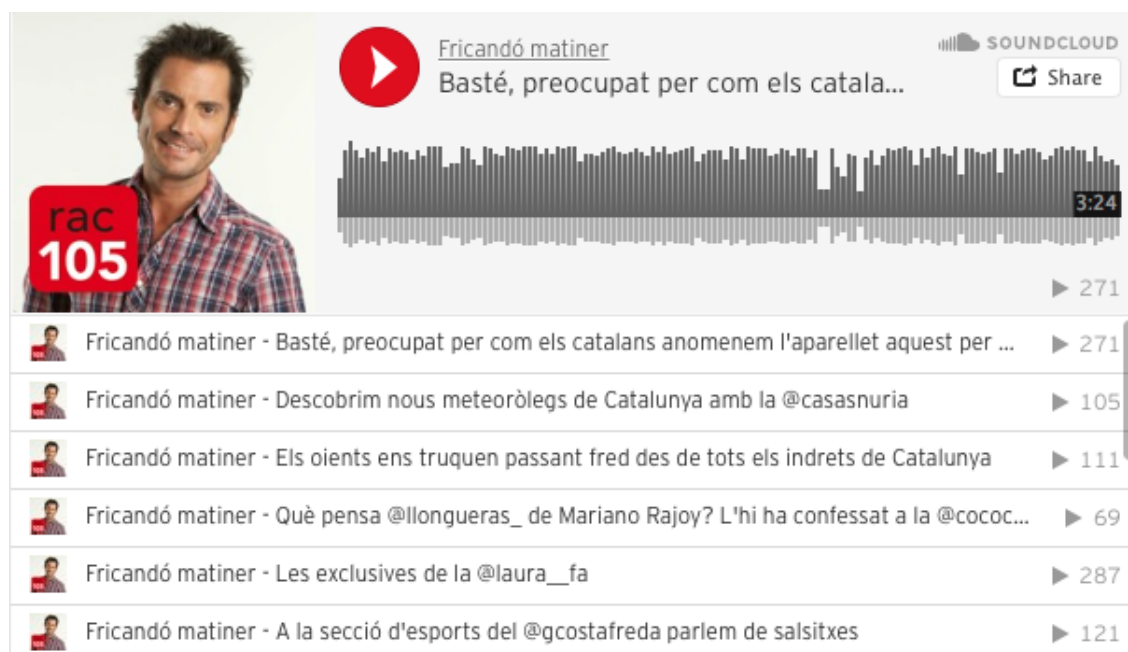 Fricandó matiner
SOUNDCLOUD
Basté, preocupat per com els catala...
Share
rac
105
3:24
271
Fricandó matiner - Basté, preocupat per com els catalans anomenem l'aparellet aquest per ... 271
Fricandó matiner - Descobrim nous meteoròlegs de Catalunya amb la @casasnuria 105
Fricandó matiner - Els oients ens truquen passant fred des de tots els indrets de Catalunya 111
Fricandó matiner - Què pensa @llongueras_ de Mariano Rajoy? L'hi ha confessat a la @cococ... 69
Fricandó matiner - Les exclusives de la @laura__fa 287
Fricandó matiner - A la secció d'esports del @gcostafreda parlem de salsitxes 121